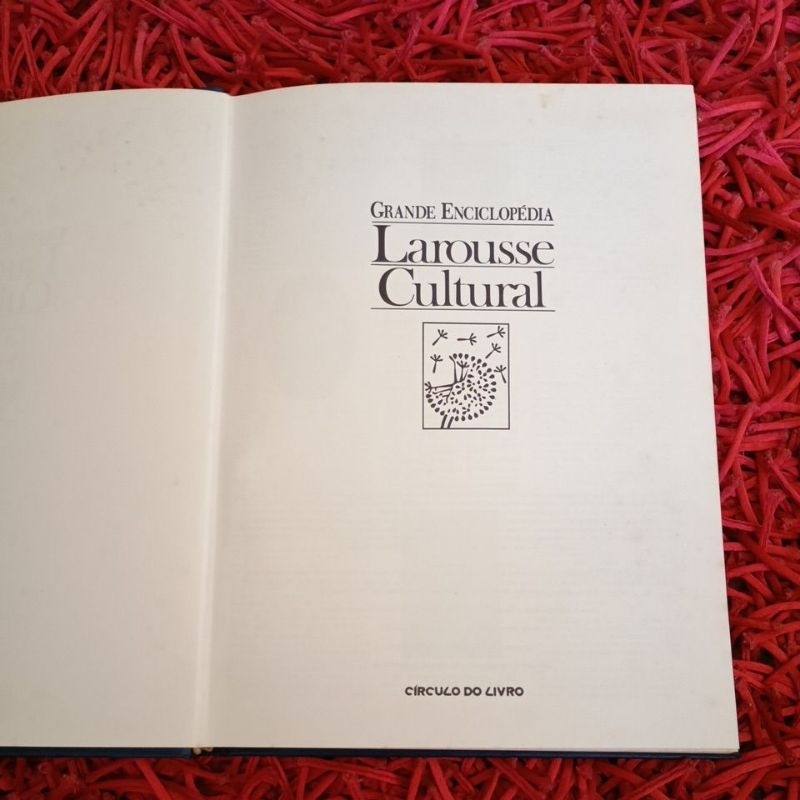 GRANDE ENCICLOPÉDIA
Larousse
Cultural
CÍRCULO DO LIVRO